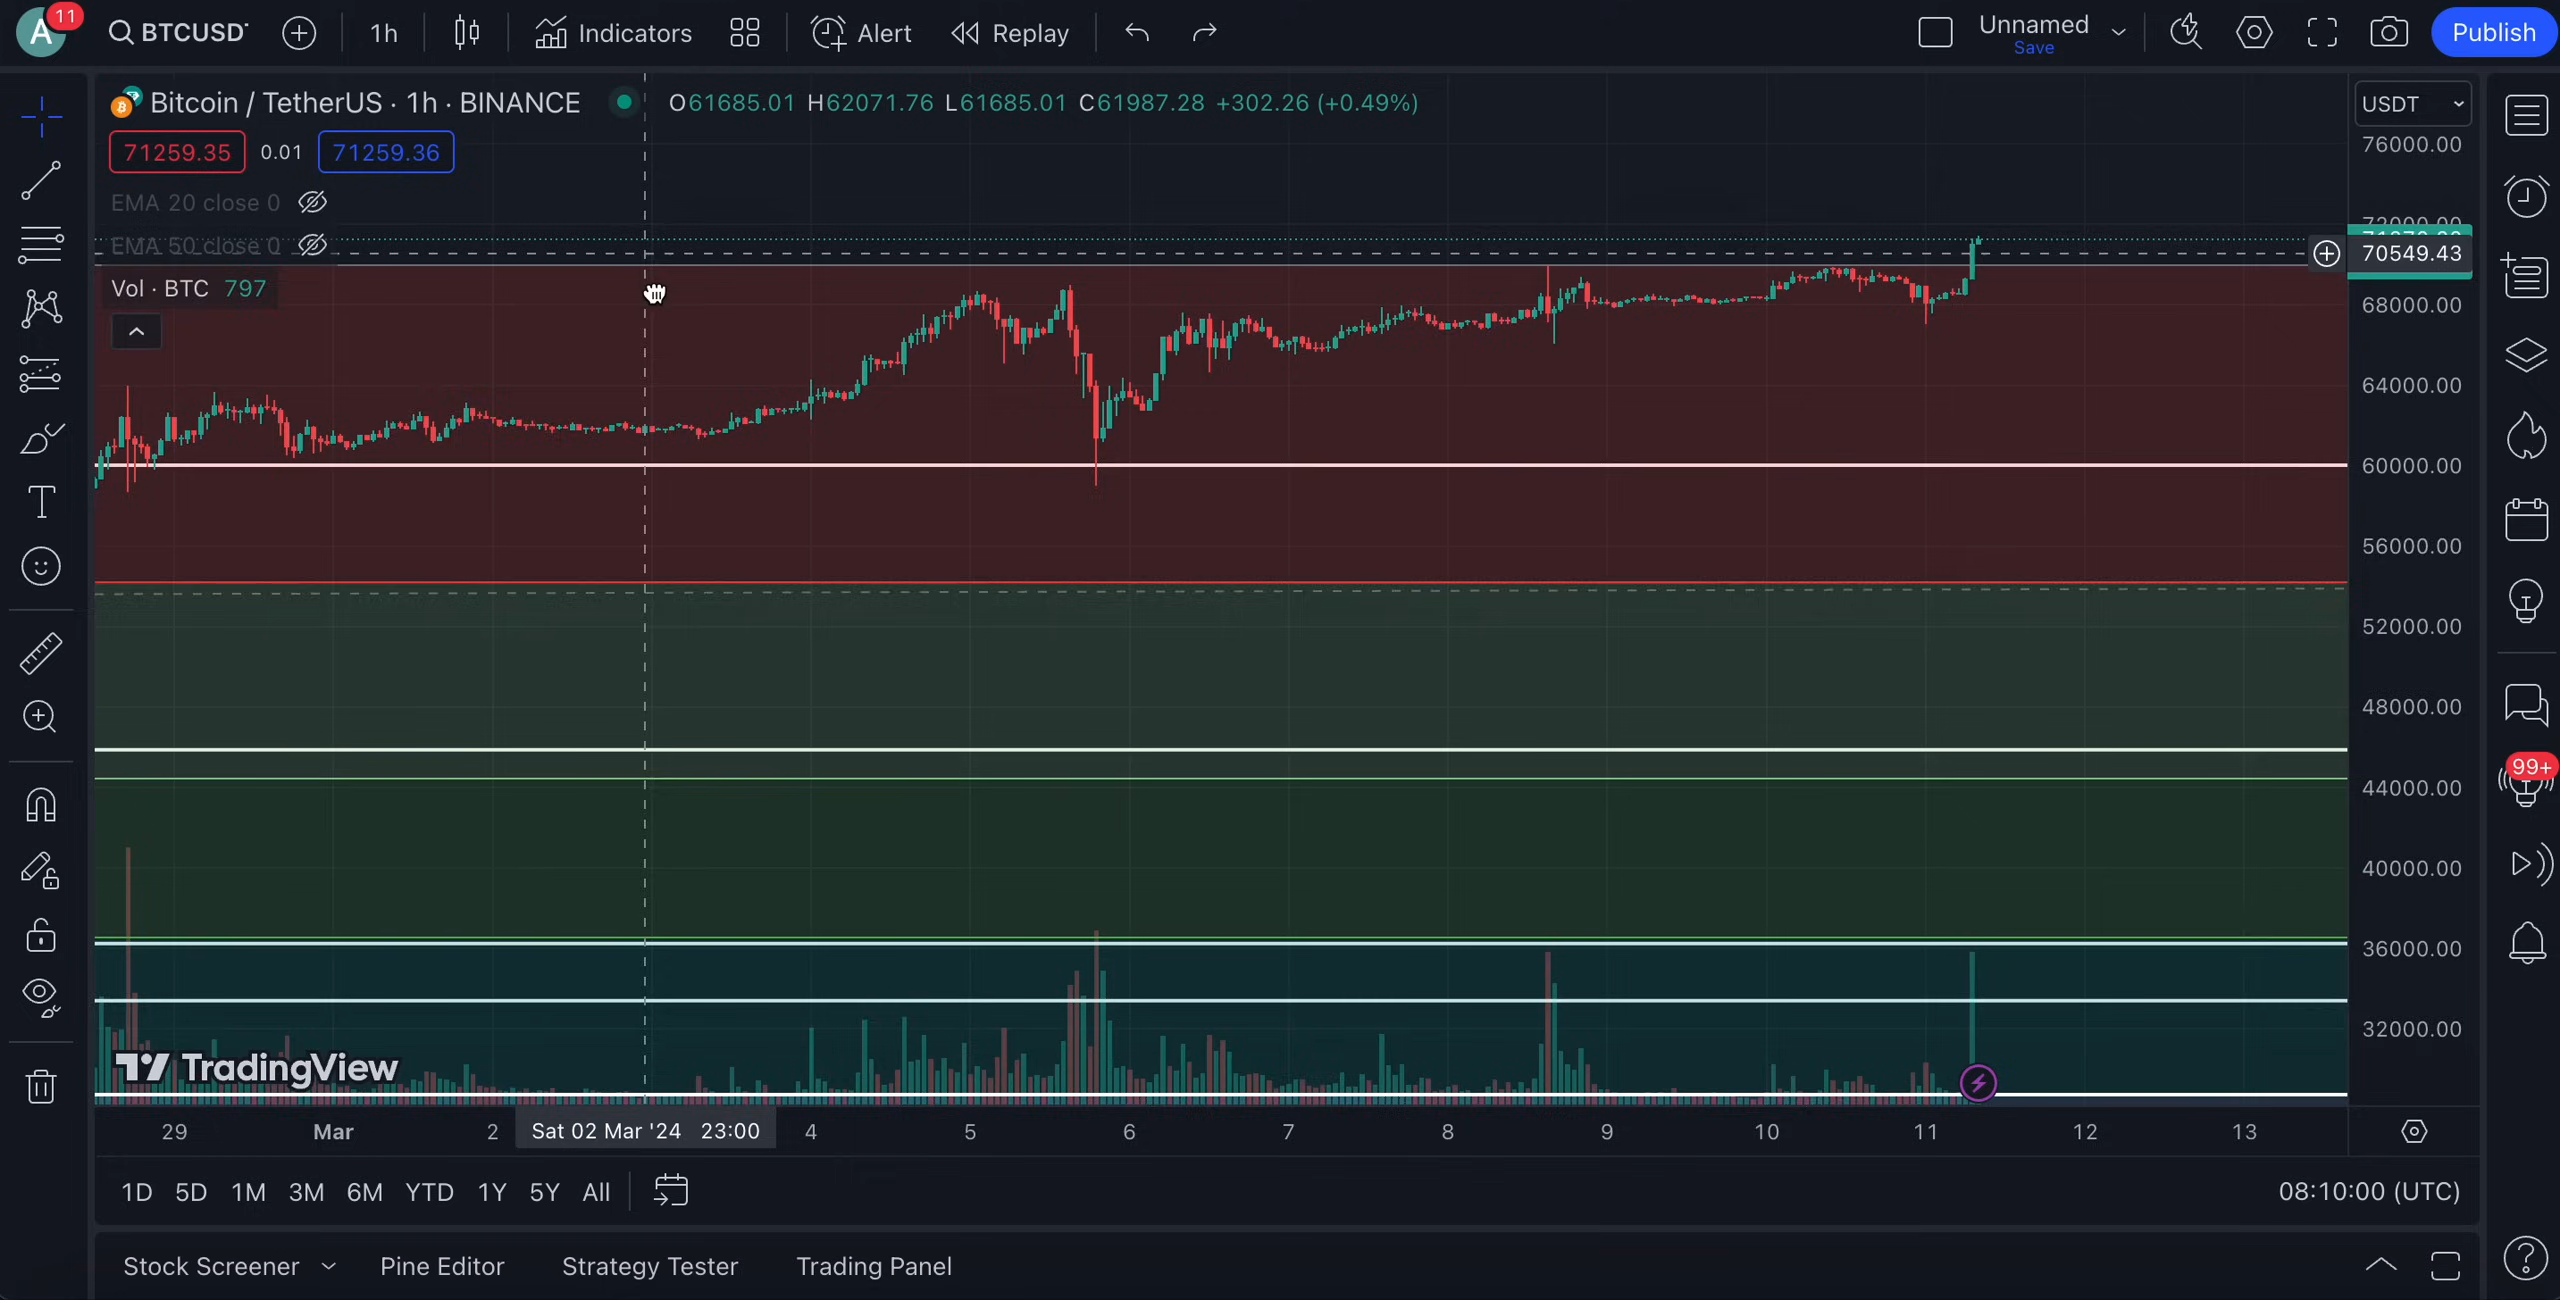 A 11 BTCUSD 1h Indicators Alert Replay Unnamed Publish
Save
Bitcoin / TetherUS · 1h · BINANCE O61685.01 H62071.76 L61685.01 C61987.28 +302.26 (+0.49%) USDT
71259.35 0.01 71259.36
76000.00
EMA 20 close 0
EMA 50 close 0
70549.43
Vol · BTC 797
68000.00
64000.00
60000.00
56000.00
52000.00
48000.00
99+
44000.00
40000.00
36000.00
32000.00
TradingView
29 Mar 2 Sat 02 Mar '24 23:00 4 5 6 7 8 9 10 11 12 13
1D 5D 1M 3M 6M YTD 1Y 5Y All 08:10:00 (UTC)
Stock Screener Pine Editor Strategy Tester Trading Panel